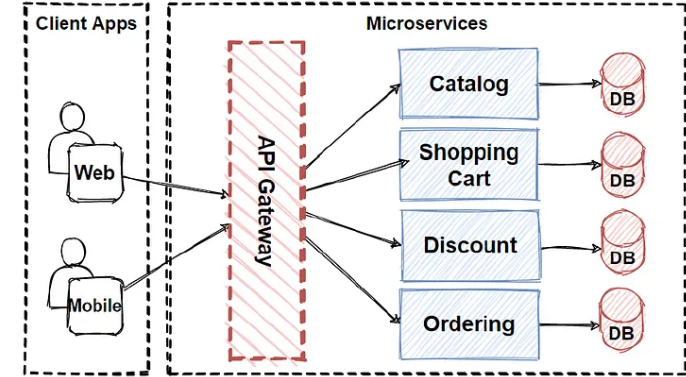 Client Apps
Microservices
Web
Mobile
API Gateway
Catalog
DB
Shopping
Cart
DB
Discount
DB
Ordering
DB